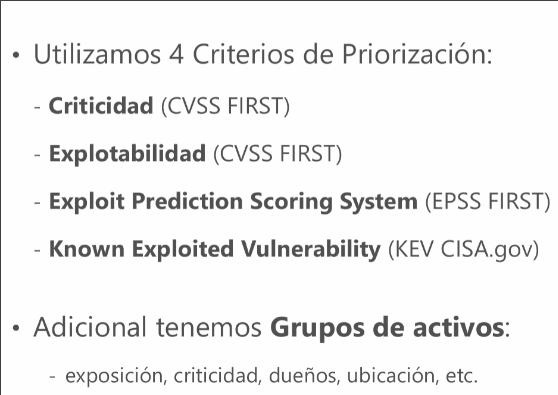 • Utilizamos 4 Criterios de Priorización:
- Criticidad (CVSS FIRST)
- Explotabilidad (CVSS FIRST)
- Exploit Prediction Scoring System (EPSS FIRST)
- Known Exploited Vulnerability (KEV CISA.gov)
• Adicional tenemos Grupos de activos:
- exposición, criticidad, dueños, ubicación, etc.